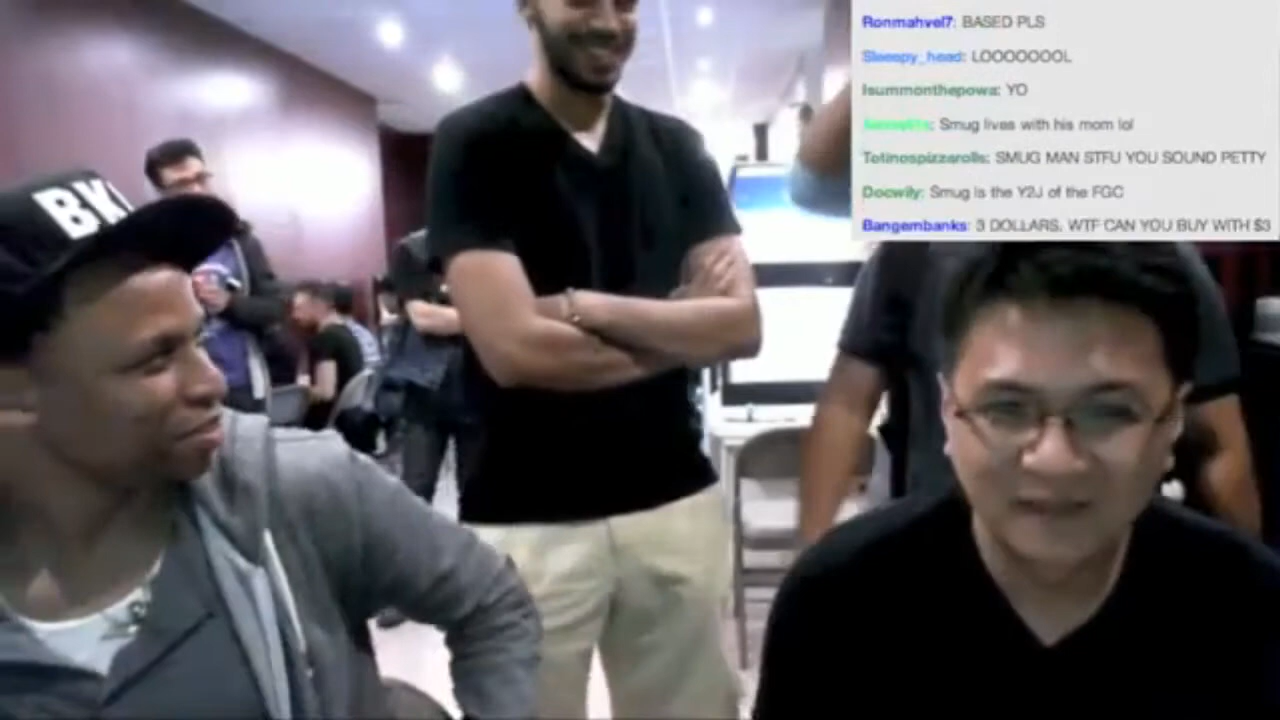 Ronmahvel7: BASED PLS
Sleeepy_head: LOOOOOOOL
Isummonthepowa: YO
Smug lives with his mom lol
Totinospizzarolls: SMUG MAN STFU YOU SOUND PETTY
Docwily: Smug is the Y2J of the FGC
Bangembanks: 3 DOLLARS. WTF CAN YOU BUY WITH $3
BK